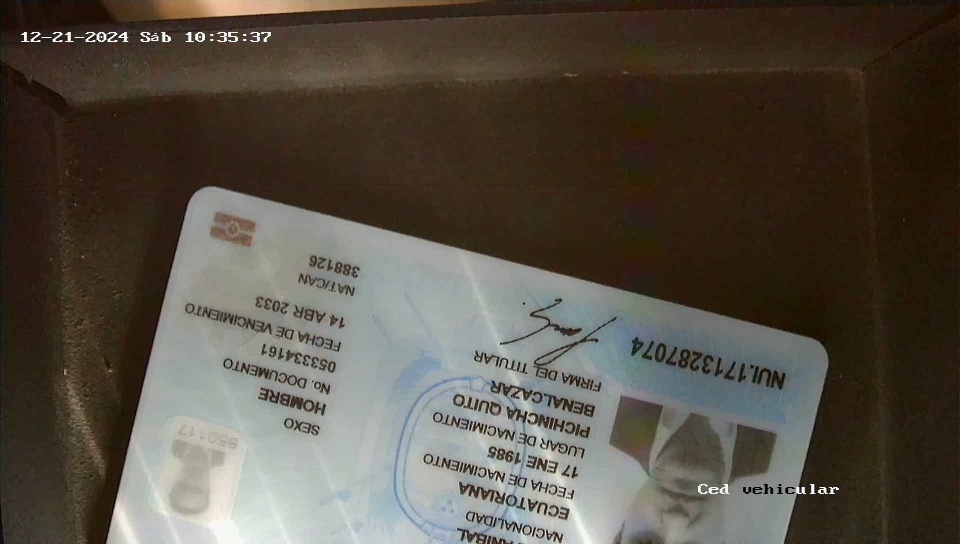 12-21-2024 Sáb 10:35:37
ANIBAL
NACIONALIDAD
ECUATORIANA
FECHA DE NACIMIENTO
17 ENE 1985
LUGAR DE NACIMIENTO
PICHINCHA QUITO
BENALCAZAR
FIRMA DEL TITULAR
SEXO
HOMBRE
No. DOCUMENTO
053334161
FECHA DE VENCIMIENTO
14 ABR 2033
NAT/CAN
388126
850117
NUI.1713287074
Ced vehicular